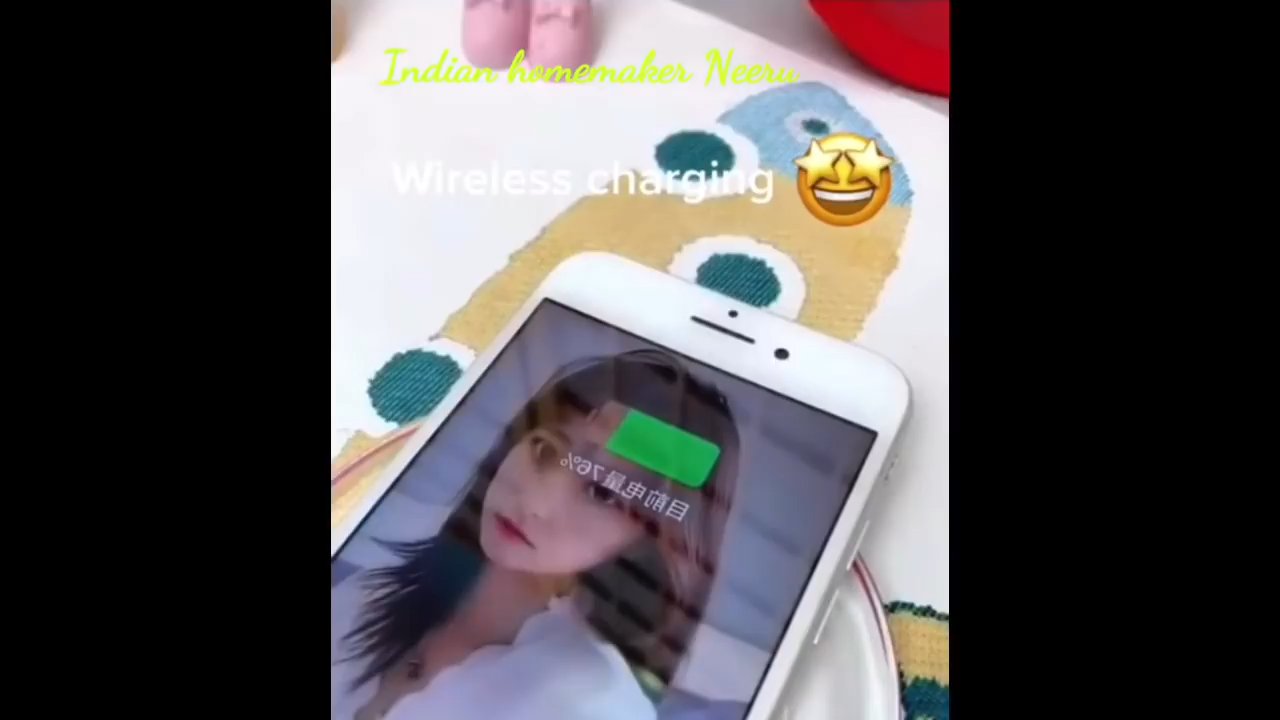 Indian homemaker Neeru
Wireless charging 🤩
目前电量76%